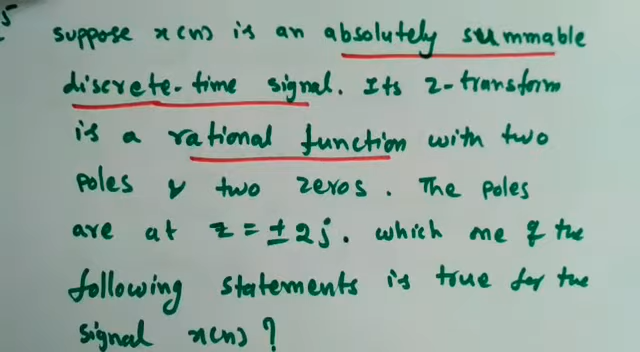 5
suppose x(n) is an absolutely summable
discrete-time signal. Its z-transform
is a rational function with two
poles & two zeros. The poles
are at z = ± 2j. which one of the
following statements is true for the
signal x(n) ?